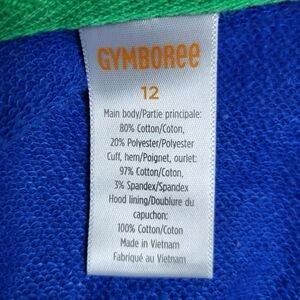 GYMBOREE
12
Main body/Partie principale:
80% Cotton/Coton,
20% Polyester/Polyester
Cuff, hem/Poignet, ourlet:
97% Cotton/Coton,
3% Spandex/Spandex
Hood lining/Doublure du
capuchon:
100% Cotton/Coton
Made in Vietnam
Fabriqué au Vietnam